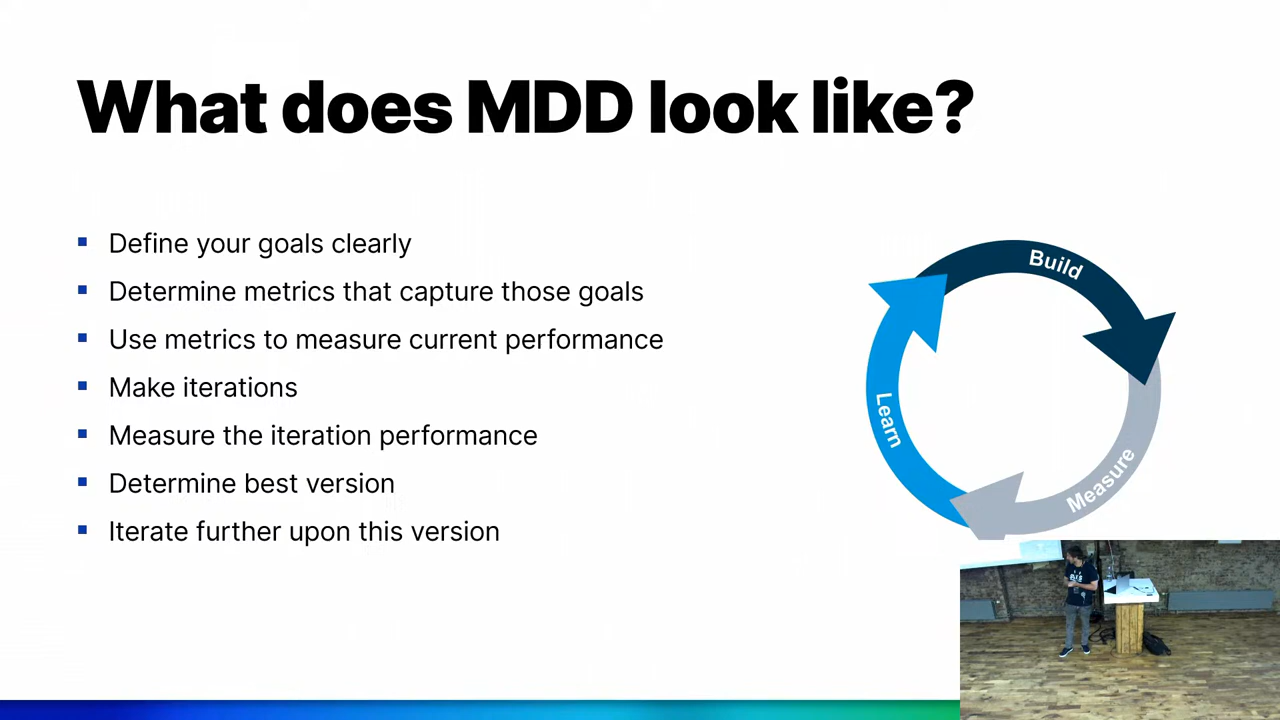 What does MDD look like?
Define your goals clearly
Determine metrics that capture those goals
Use metrics to measure current performance
Make iterations
Measure the iteration performance
Determine best version
Iterate further upon this version
Build
Measure
Learn